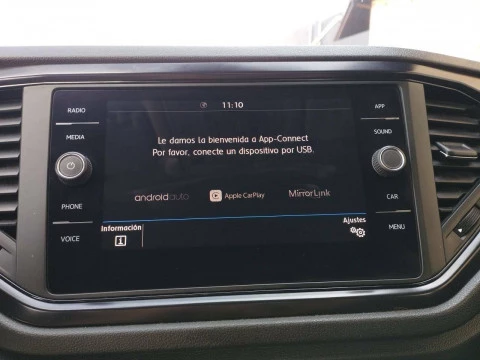 RADIO
11:10
APP
MEDIA
SOUND
Le damos la bienvenida a App-Connect
Por favor, conecte un dispositivo por USB.
androidauto
Apple CarPlay
MirrorLink
PHONE
CAR
VOICE
Información
Ajustes
MENU